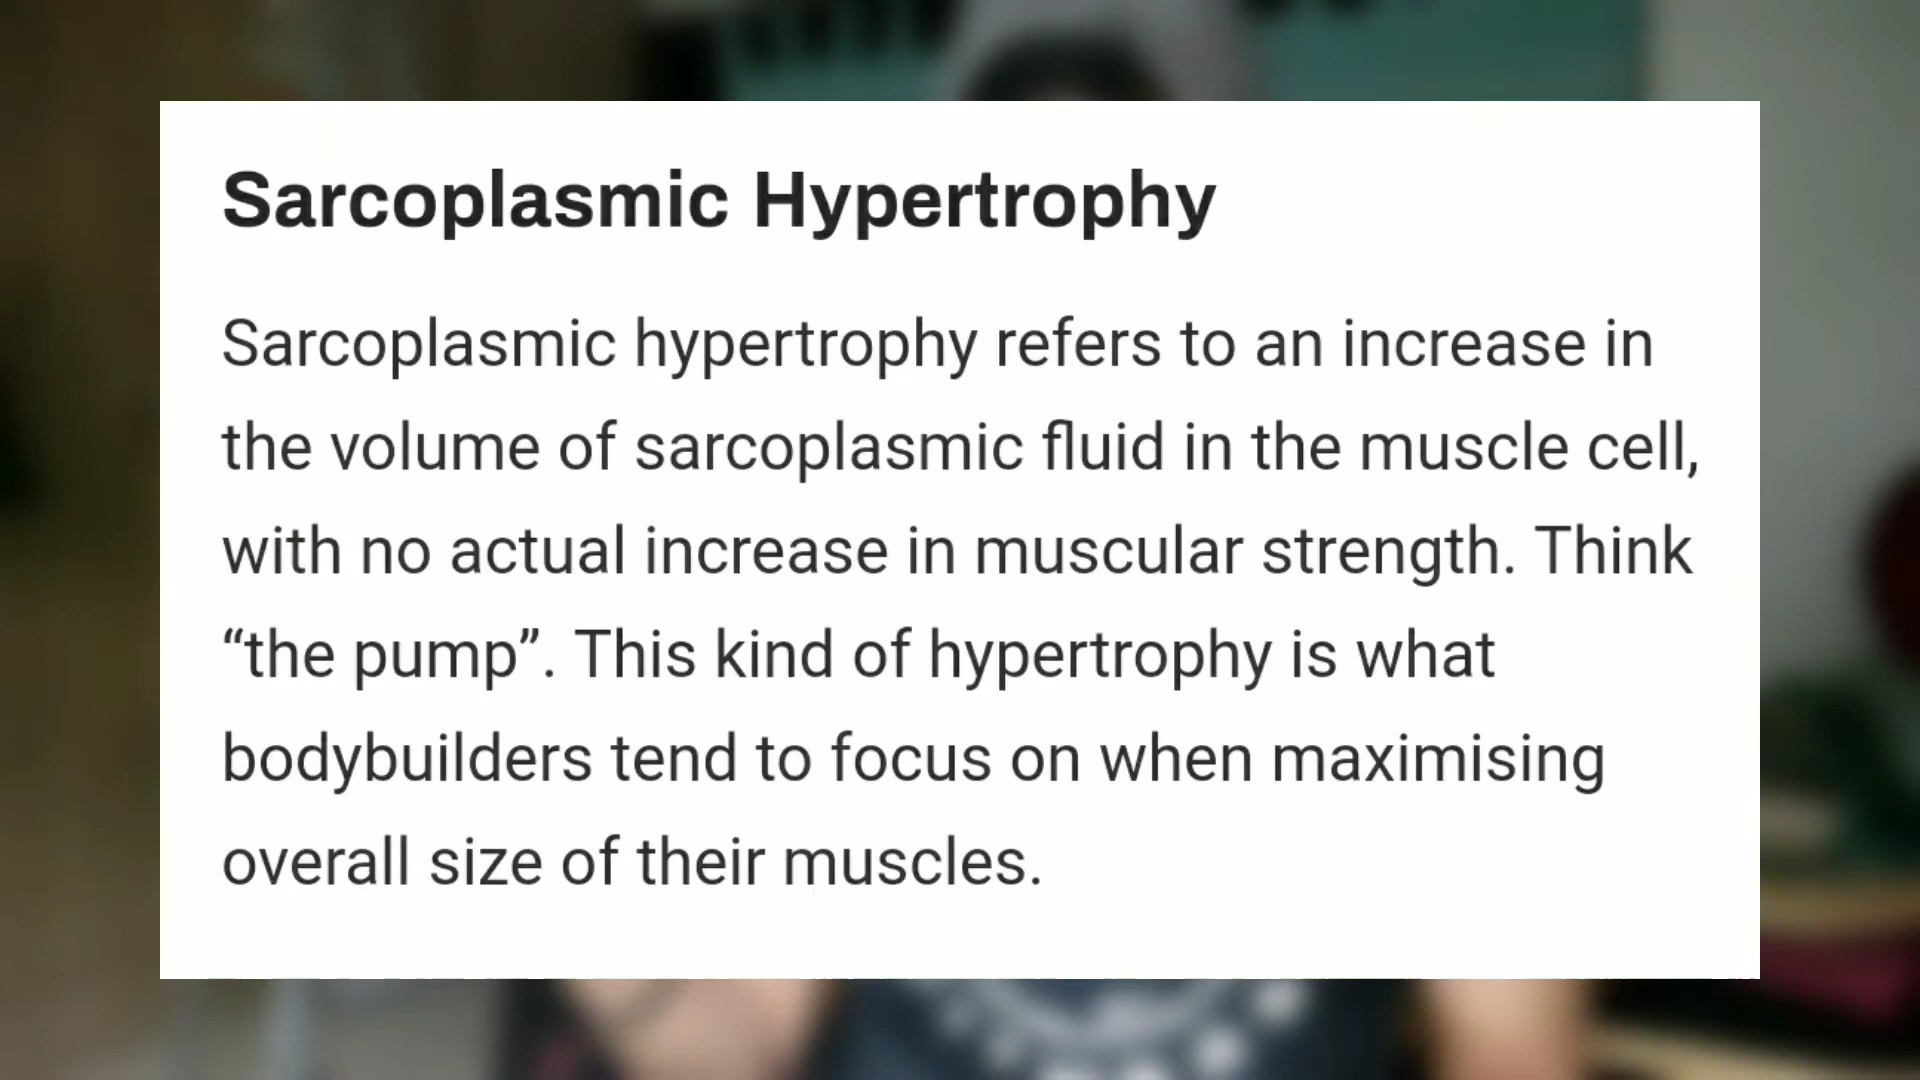 Sarcoplasmic Hypertrophy
Sarcoplasmic hypertrophy refers to an increase in
the volume of sarcoplasmic fluid in the muscle cell,
with no actual increase in muscular strength. Think
“the pump”. This kind of hypertrophy is what
bodybuilders tend to focus on when maximising
overall size of their muscles.